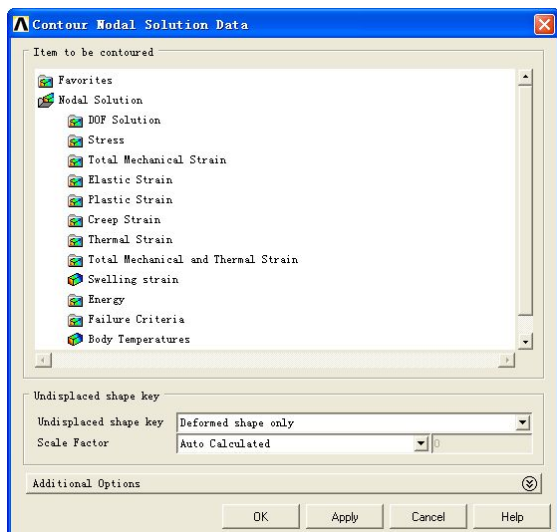 Contour Nodal Solution Data
Item to be contoured
Favorites
Nodal Solution
DOF Solution
Stress
Total Mechanical Strain
Elastic Strain
Plastic Strain
Creep Strain
Thermal Strain
Total Mechanical and Thermal Strain
Swelling strain
Energy
Failure Criteria
Body Temperatures
Undisplaced shape key
Undisplaced shape key Deformed shape only
Scale Factor Auto Calculated 0
Additional Options
OK Apply Cancel Help